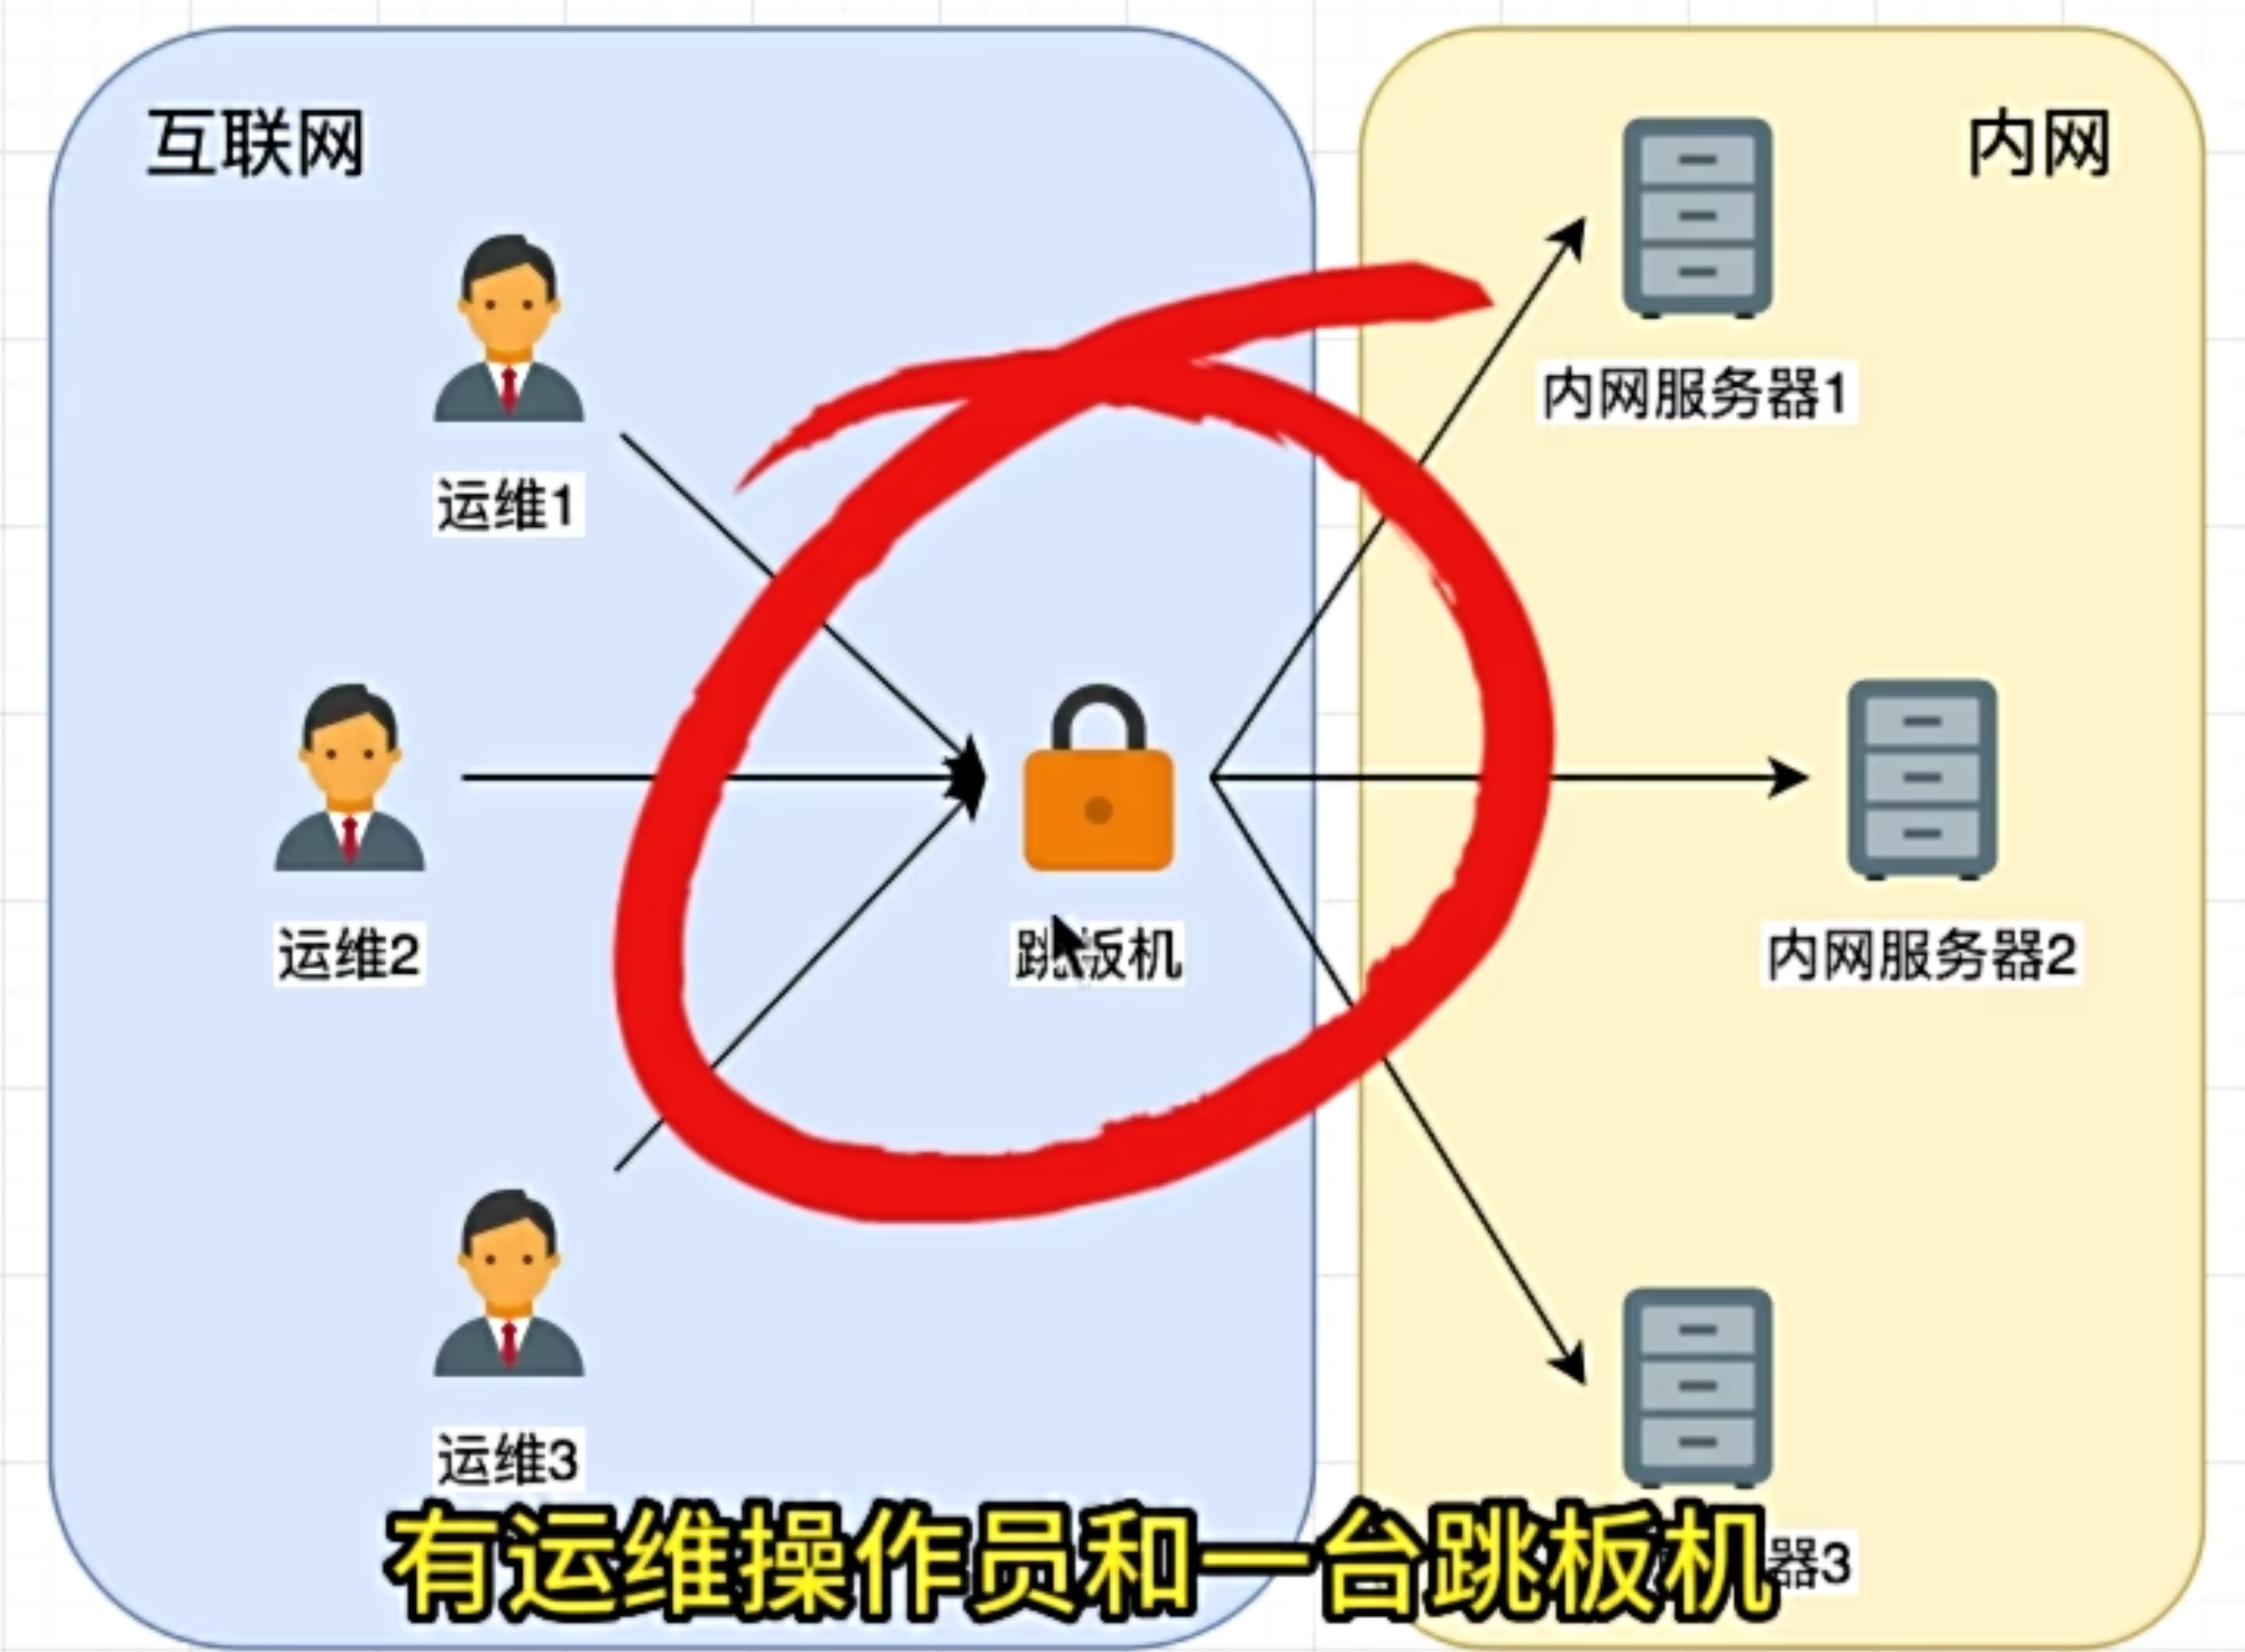 互联网
内网
内网服务器1
运维1
运维2
跳板机
内网服务器2
运维3
器3
有运维操作员和一台跳板机